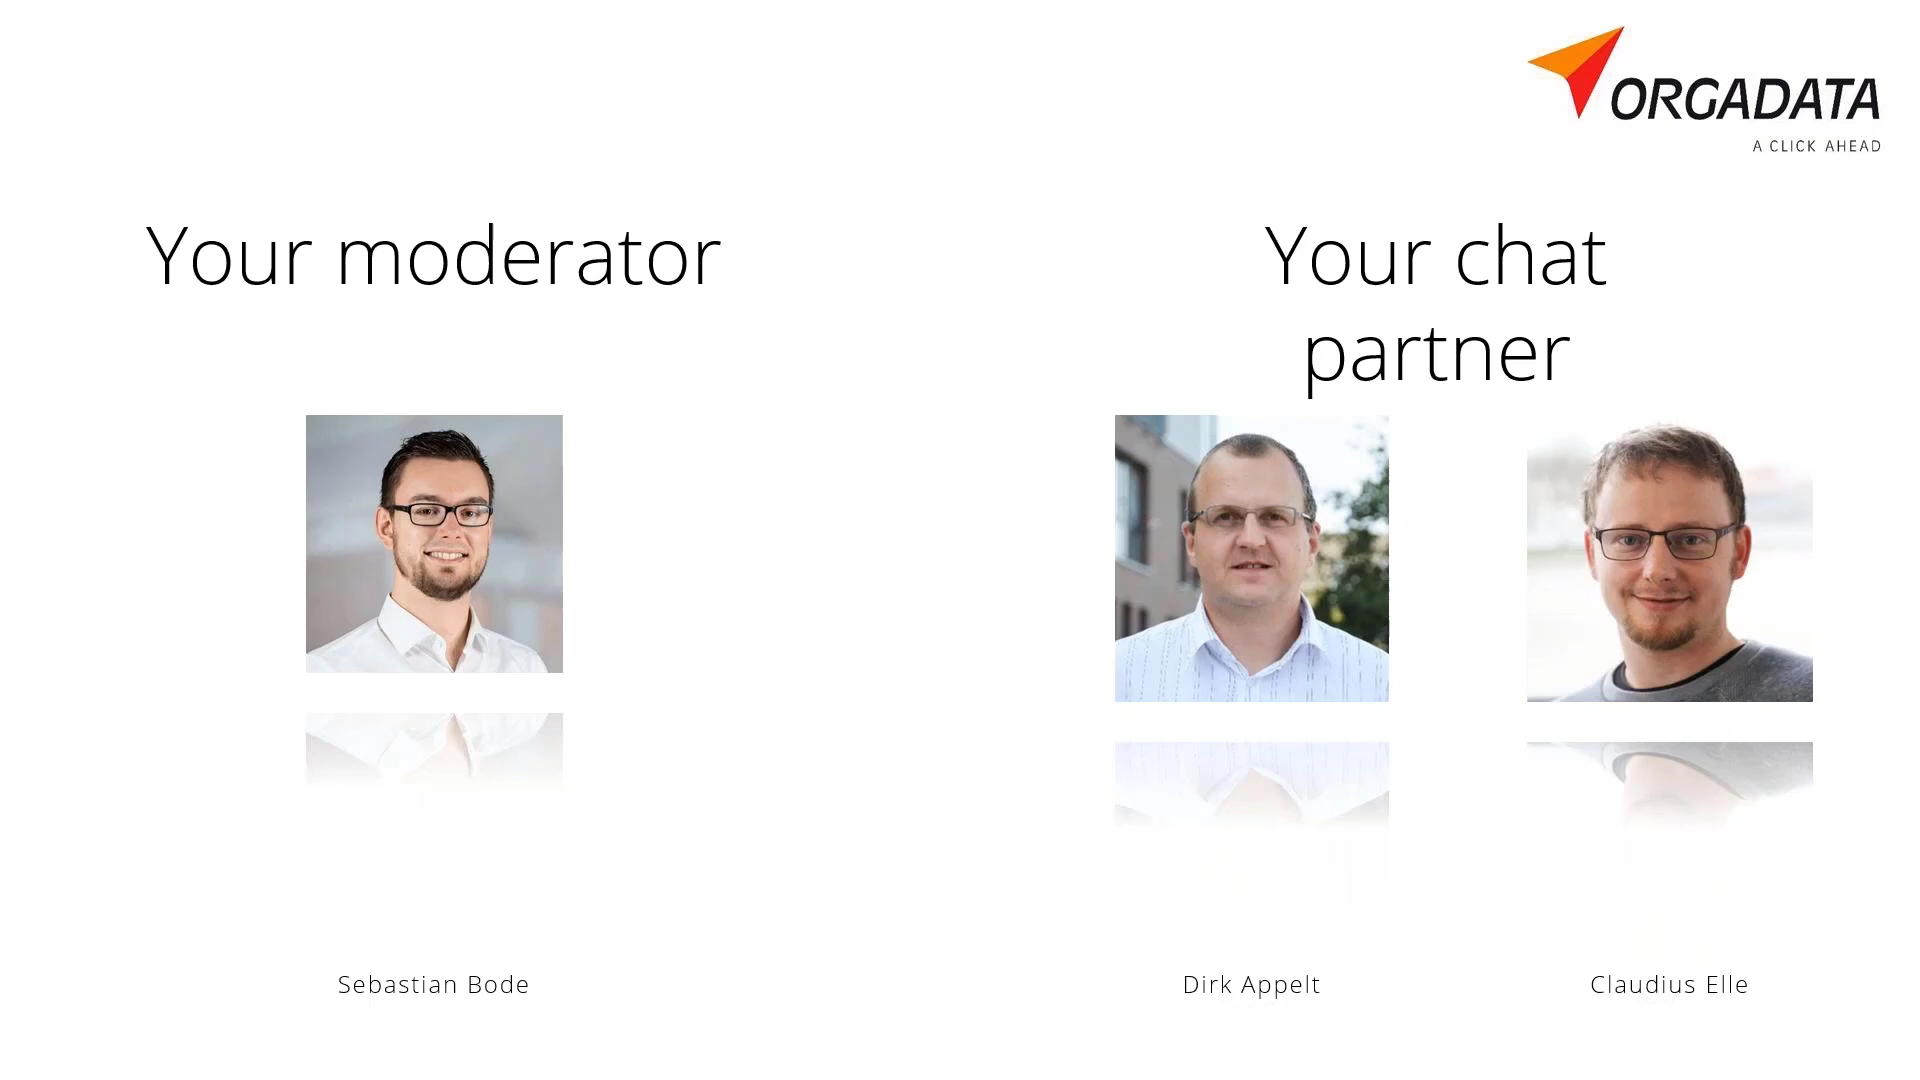 ORGADATA
A CLICK AHEAD
Your moderator
Your chat
partner
Sebastian Bode
Dirk Appelt
Claudius Elle